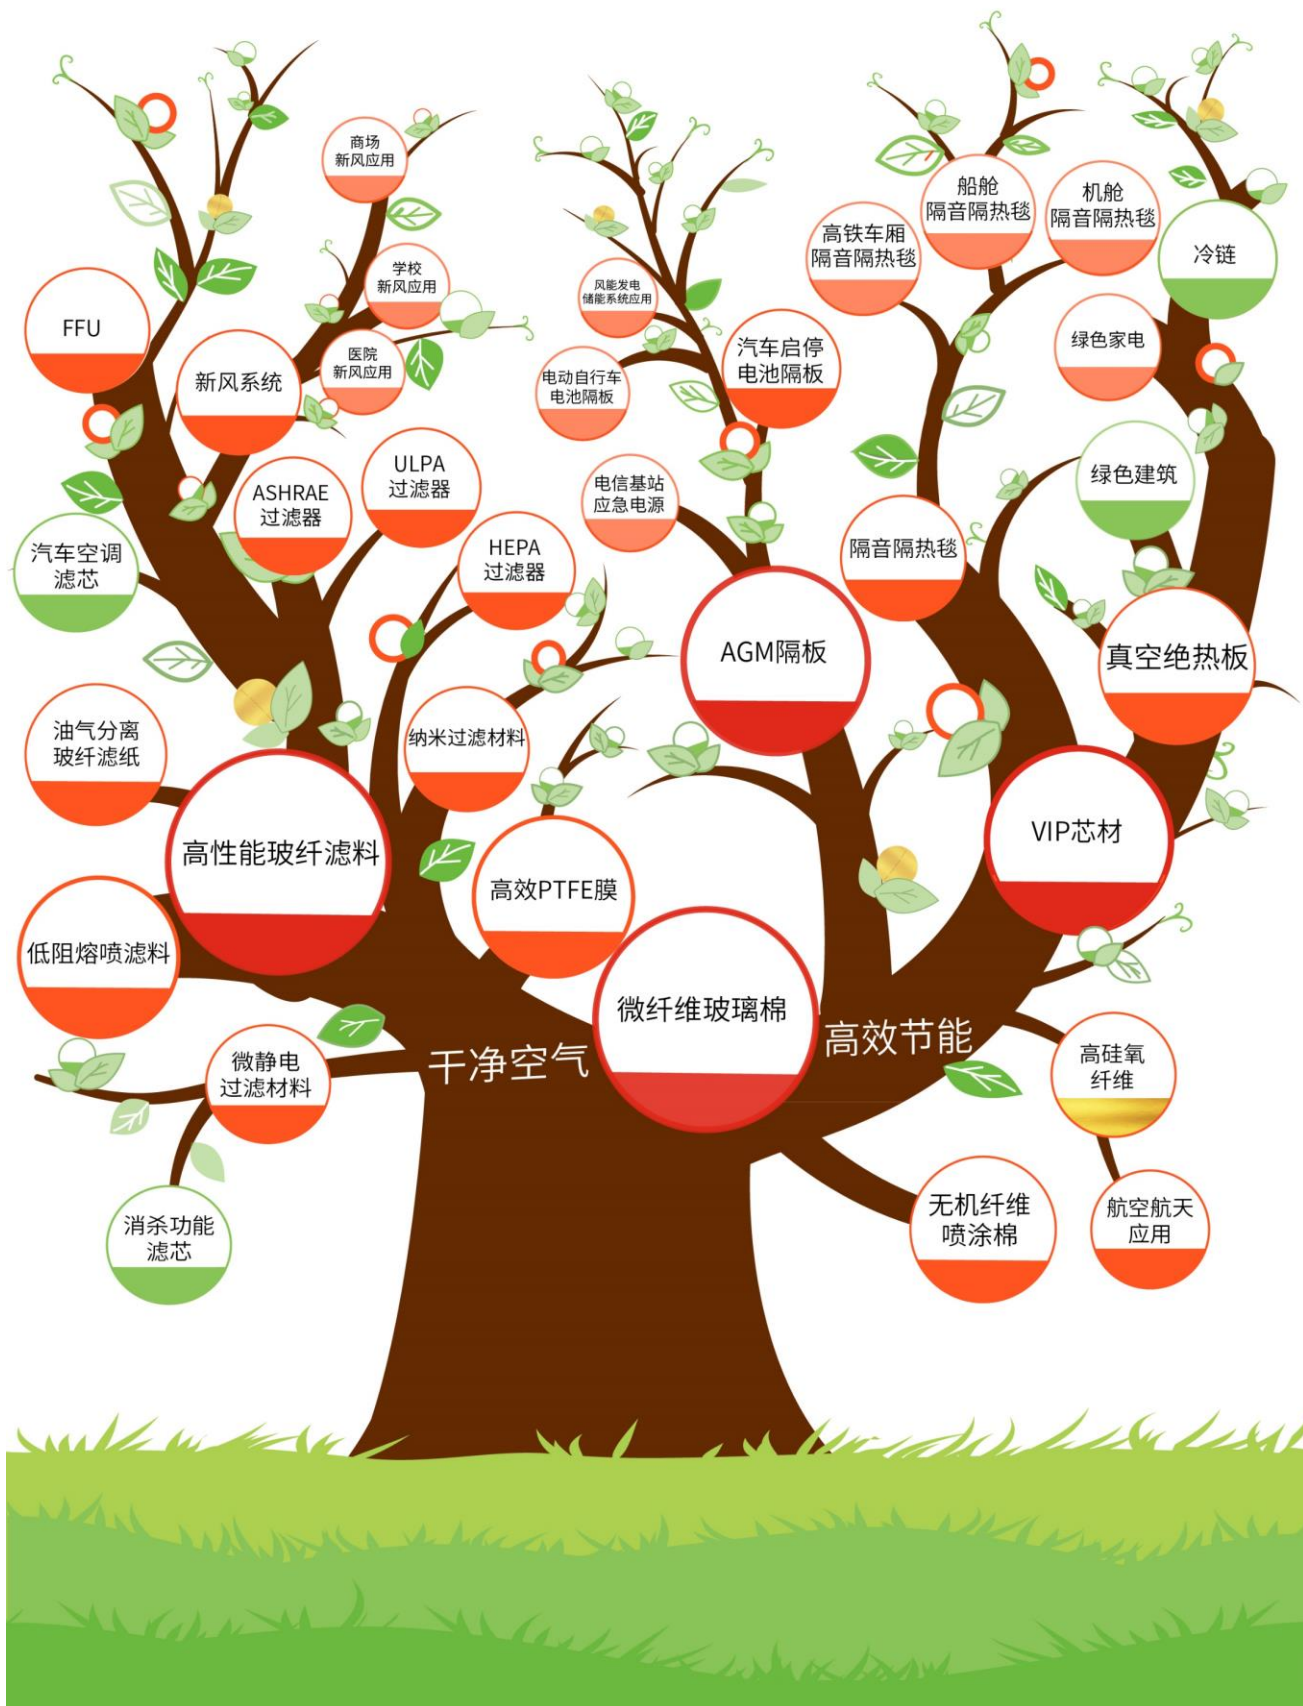 商场
新风应用
学校
新风应用
医院
新风应用
FFU
新风系统
ASHRAE
过滤器
ULPA
过滤器
HEPA
过滤器
汽车空调
滤芯
油气分离
玻纤滤纸
高性能玻纤滤料
纳米过滤材料
低阻熔喷滤料
高效PTFE膜
微静电
过滤材料
消杀功能
滤芯
干净空气
微纤维玻璃棉
高效节能
风能发电
储能系统应用
电动自行车
电池隔板
汽车启停
电池隔板
电信基站
应急电源
AGM隔板
高铁车厢
隔音隔热毯
船舱
隔音隔热毯
机舱
隔音隔热毯
隔音隔热毯
冷链
绿色家电
绿色建筑
真空绝热板
VIP芯材
高硅氧
纤维
航空航天
应用
无机纤维
喷涂棉